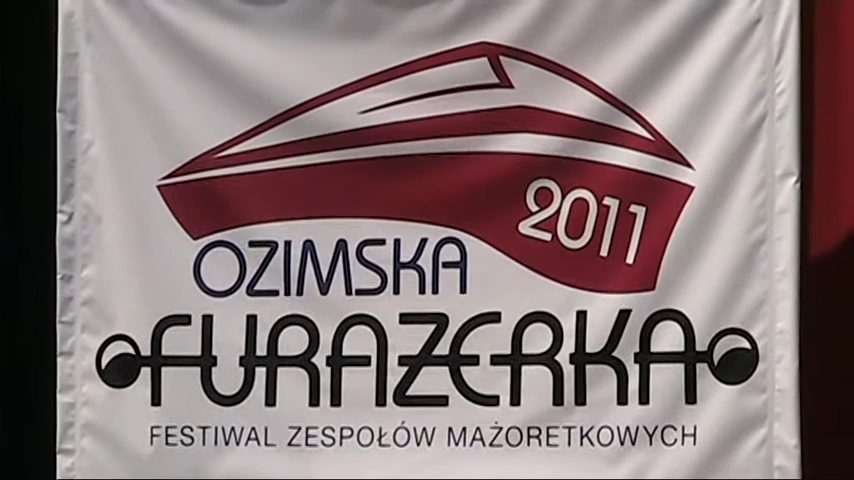 2011
OZIMSKA
FURAŻERKA
FESTIWAL ZESPOŁÓW MAŻORETKOWYCH